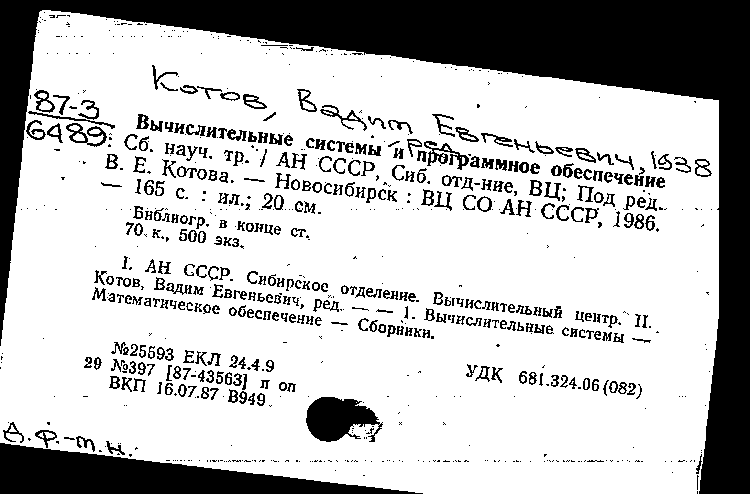 Котов, Вадим Евгеньевич, 1938
ред.
87-3
6489
Вычислительные системы и программное обеспечение
: Сб. науч. тр. / АН СССР, Сиб. отд-ние, ВЦ; Под ред.
В. Е. Котова. — Новосибирск : ВЦ СО АН СССР, 1986.
— 165 с. : ил.; 20 см.
Библиогр. в конце ст.
70 к., 500 экз.
I. АН СССР. Сибирское отделение. Вычислительный центр. II.
Котов, Вадим Евгеньевич, ред. — — 1. Вычислительные системы —
Математическое обеспечение — Сборники.
№25593 ЕКЛ 24.4.9
29 №397 [87-43563] п оп
ВКП 16.07.87 В949
УДК 681.324.06(082)
Д. ф.-т. н.